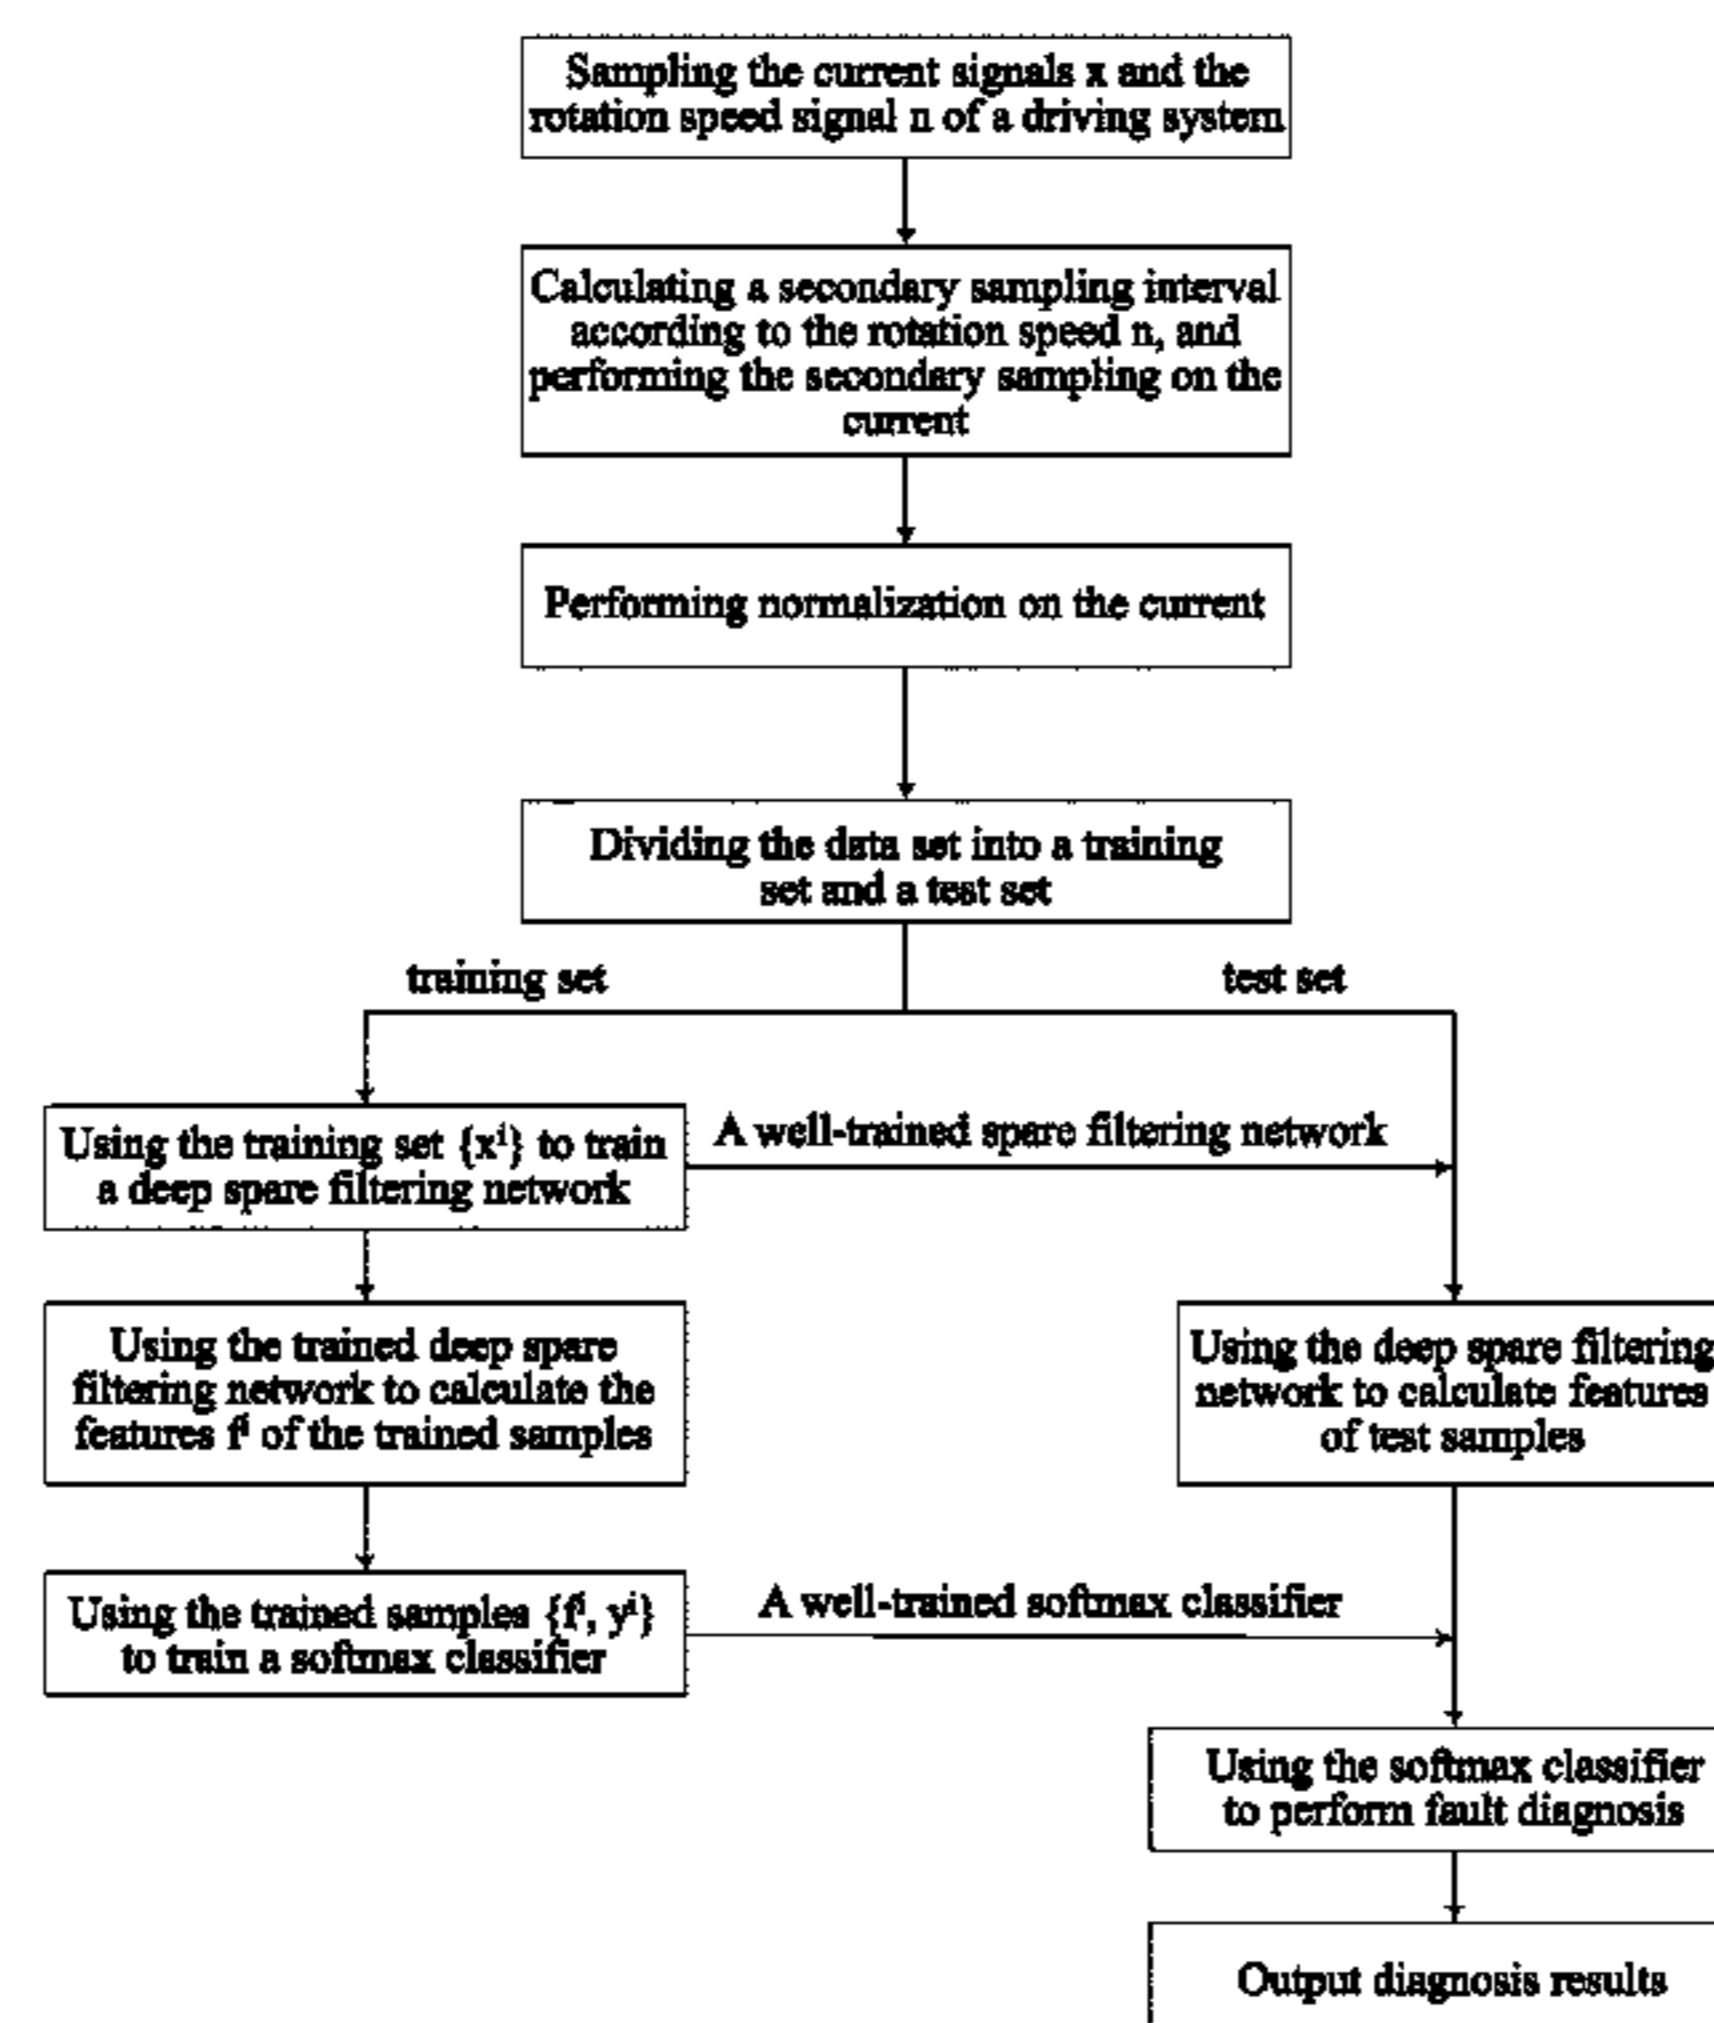 Sampling the current signals x and the
rotation speed signal n of a driving system
Calculating a secondary sampling interval
according to the rotation speed n, and
performing the secondary sampling on the
current
Performing normalization on the current
Dividing the data set into a training
set and a test set
training set
test set
Using the training set {xⁱ} to train
a deep spare filtering network
A well-trained spare filtering network
Using the trained deep spare
filtering network to calculate the
features fⁱ of the trained samples
Using the deep spare filtering
network to calculate features
of test samples
Using the trained samples {fⁱ, yⁱ}
to train a softmax classifier
A well-trained softmax classifier
Using the softmax classifier
to perform fault diagnosis
Output diagnosis results